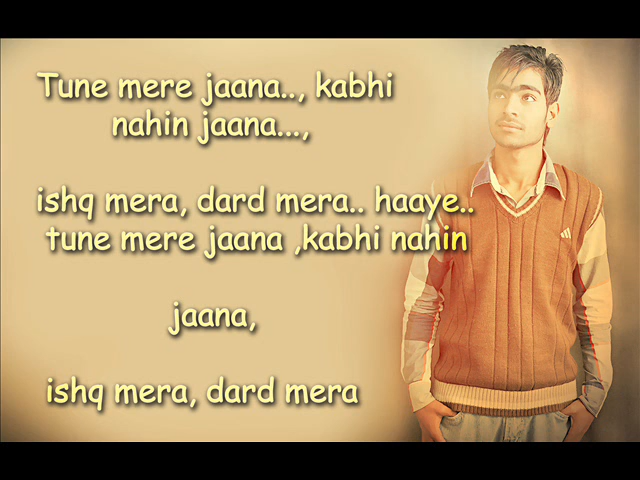 Tune mere jaana.., kabhi
nahin jaana...,
ishq mera, dard mera.. haaye..
tune mere jaana ,kabhi nahin
jaana,
ishq mera, dard mera